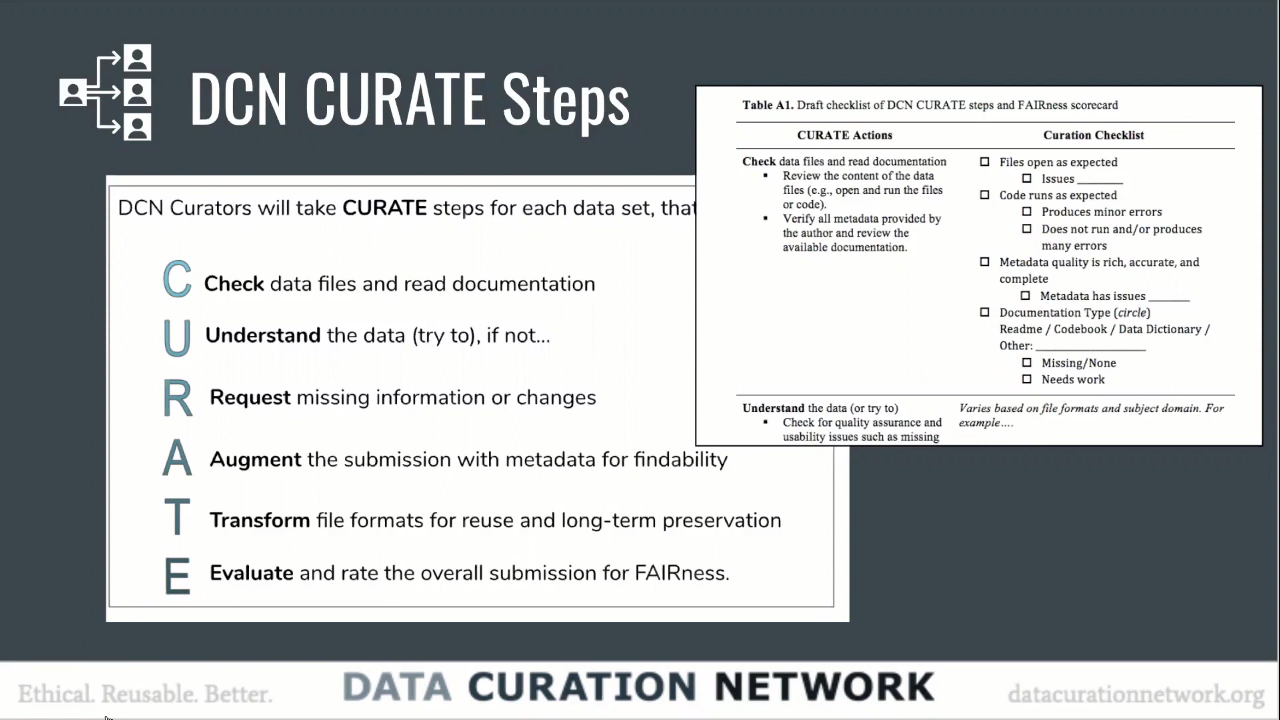 DCN CURATE Steps
DCN Curators will take CURATE steps for each data set, that
C Check data files and read documentation
U Understand the data (try to), if not...
R Request missing information or changes
A Augment the submission with metadata for findability
T Transform file formats for reuse and long-term preservation
E Evaluate and rate the overall submission for FAIRness.
Table A1. Draft checklist of DCN CURATE steps and FAIRness scorecard
CURATE Actions
Check data files and read documentation
▪ Review the content of the data
files (e.g., open and run the files
or code).
▪ Verify all metadata provided by
the author and review the
available documentation.
Curation Checklist
☐ Files open as expected
☐ Issues ________
☐ Code runs as expected
☐ Produces minor errors
☐ Does not run and/or produces
many errors
☐ Metadata quality is rich, accurate, and
complete
☐ Metadata has issues _______
☐ Documentation Type (circle)
Readme / Codebook / Data Dictionary /
Other: ___________________
☐ Missing/None
☐ Needs work
Understand the data (or try to)
▪ Check for quality assurance and
usability issues such as missing
Varies based on file formats and subject domain. For
example….
Ethical. Reusable. Better.
DATA CURATION NETWORK
datacurationnetwork.org